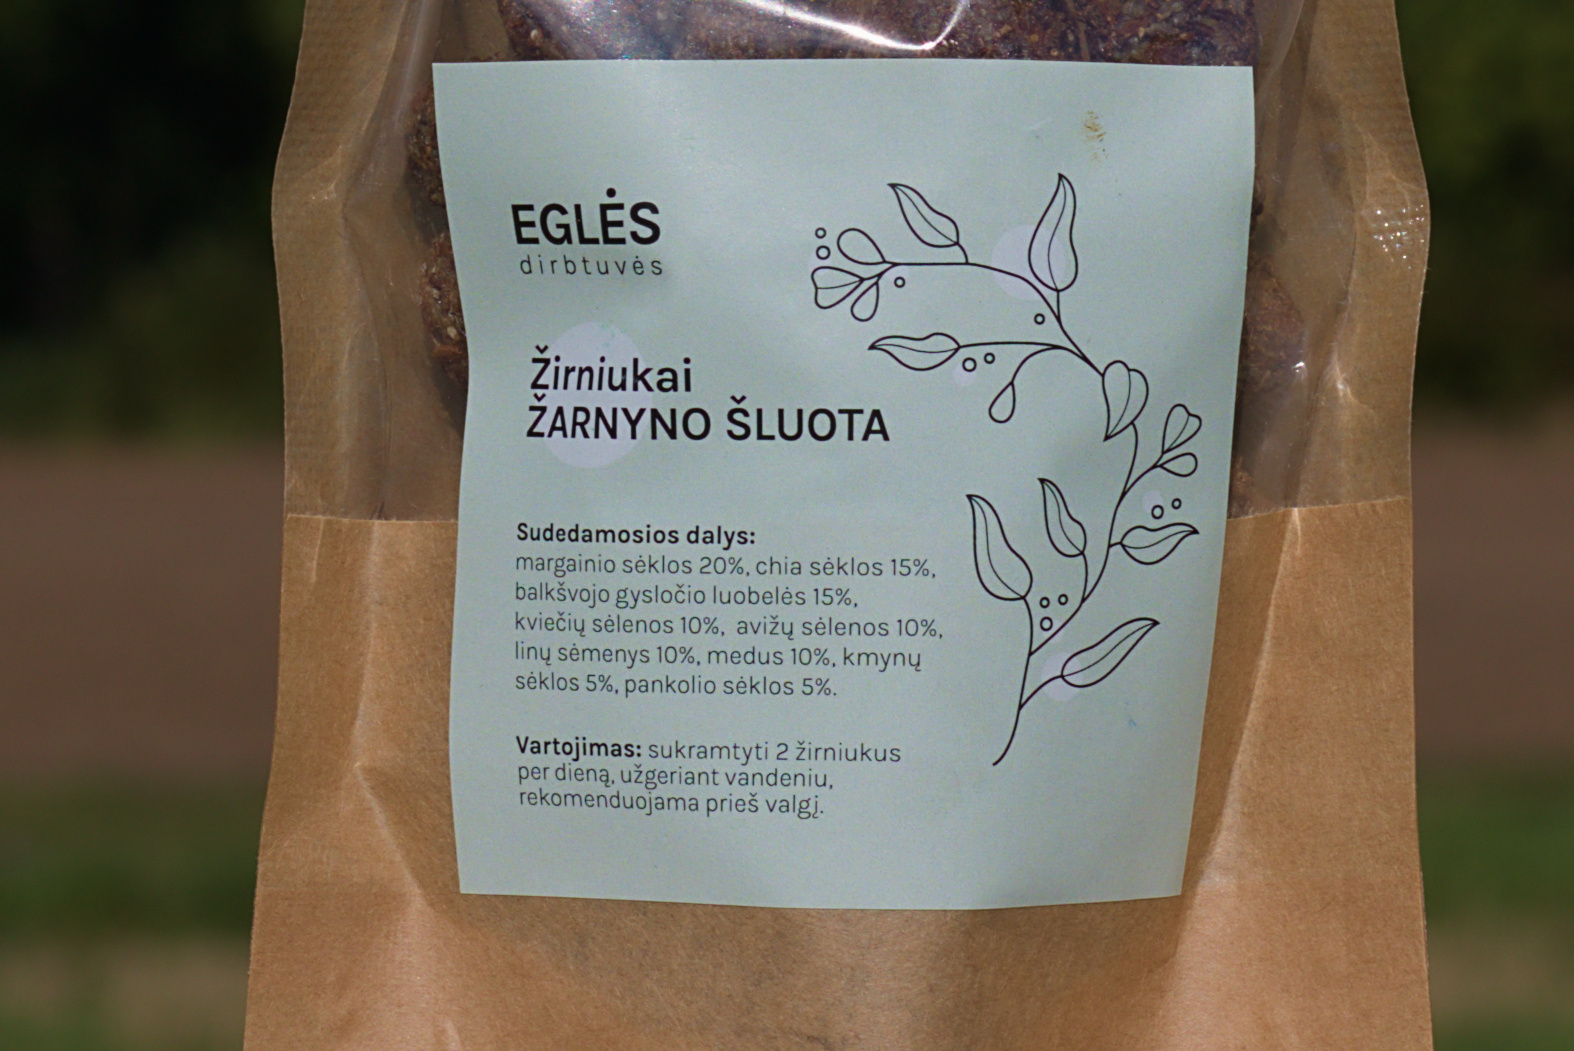 EGLĖS
dirbtuvės
Žirniukai
ŽARNYNO ŠLUOTA
Sudedamosios dalys:
margainio sėklos 20%, chia sėklos 15%,
balkšvojo gysločio luobelės 15%,
kviečių sėlenos 10%, avižų sėlenos 10%,
linų sėmenys 10%, medus 10%, kmynų
sėklos 5%, pankolio sėklos 5%.
Vartojimas: sukramtyti 2 žirniukus
per dieną, užgeriant vandeniu,
rekomenduojama prieš valgį.